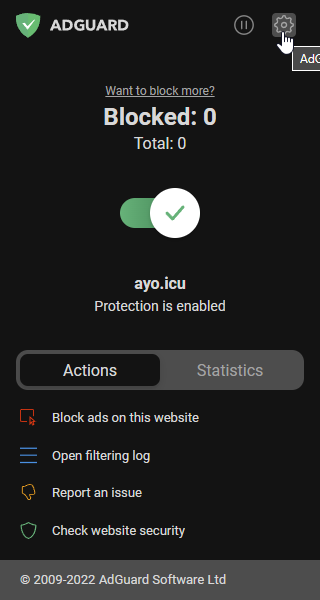 ADGUARD
AdG
Want to block more?
Blocked: 0
Total: 0
ayo.icu
Protection is enabled
Actions
Statistics
Block ads on this website
Open filtering log
Report an issue
Check website security
© 2009-2022 AdGuard Software Ltd